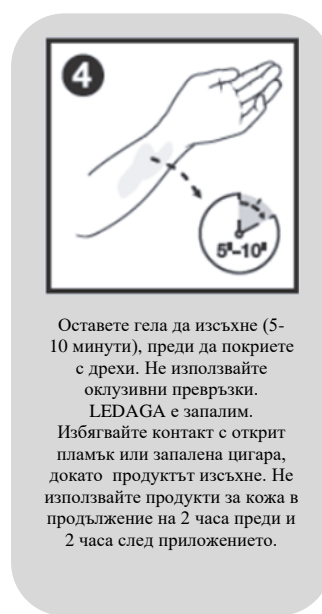 4
5ª-10ª
Оставете гела да изсъхне (5-
10 минути), преди да покриете
с дрехи. Не използвайте
оклузивни превръзки.
LEDAGA е запалим.
Избягвайте контакт с открит
пламък или запалена цигара,
докато продуктът изсъхне. Не
използвайте продукти за кожа в
продължение на 2 часа преди и
2 часа след приложението.